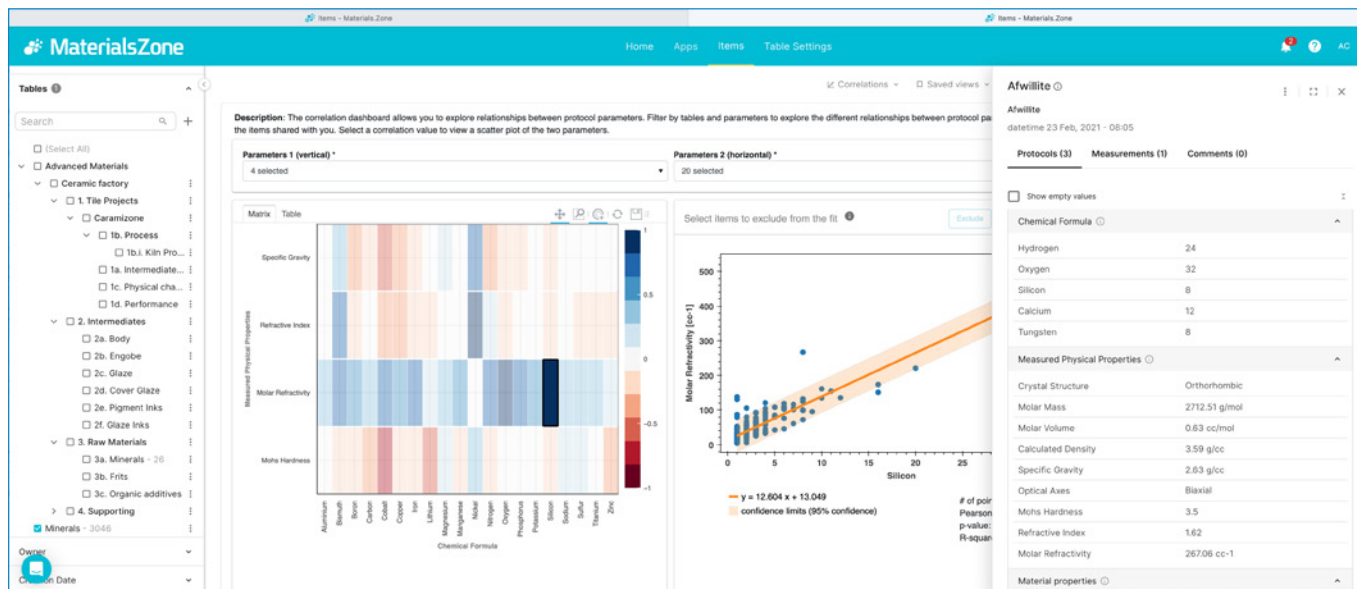 Items - Materials.Zone
Items - Materials.Zone
MaterialsZone
Home Apps Items Table Settings
2
AC
Tables
Search
(Select All)
Advanced Materials
Ceramic factory
1. Tile Projects
Caramizone
1b. Process
1b.i. Kiln Pro...
1a. Intermediate...
1c. Physical cha...
1d. Performance
2. Intermediates
2a. Body
2b. Engobe
2c. Glaze
2d. Cover Glaze
2e. Pigment Inks
2f. Glaze Inks
3. Raw Materials
3a. Minerals - 26
3b. Frits
3c. Organic additives
4. Supporting
Minerals - 3046
Owner
Date
Correlations
Saved views
Description: The correlation dashboard allows you to explore relationships between protocol parameters. Filter by tables and parameters to explore the different relationships between protocol pa
the items shared with you. Select a correlation value to view a scatter plot of the two parameters.
Parameters 1 (vertical) *
4 selected
Parameters 2 (horizontal) *
20 selected
Matrix Table
Measured Physical Properties
Specific Gravity
Refractive Index
Molar Refractivity
Mohs Hardness
1
0.5
0
-0.5
-1
Aluminium
Bismuth
Boron
Carbon
Cobalt
Copper
Iron
Lithium
Magnesium
Manganese
Nickel
Nitrogen
Oxygen
Phosphorus
Potassium
Silicon
Sodium
Sulfur
Titanium
Zinc
Chemical Formula
Select items to exclude from the fit
Exclude
Molar Refractivity [cc-1]
500
400
300
200
100
0
0 5 10 15 20 25
Silicon
y = 12.604 x + 13.049
confidence limits (95% confidence)
# of poin
Pearson
p-value:
R-square
Afwillite
Afwillite
datetime 23 Feb, 2021 - 08:05
Protocols (3) Measurements (1) Comments (0)
Show empty values
Chemical Formula
Hydrogen 24
Oxygen 32
Silicon 8
Calcium 12
Tungsten 8
Measured Physical Properties
Crystal Structure Orthorhombic
Molar Mass 2712.51 g/mol
Molar Volume 0.63 cc/mol
Calculated Density 3.59 g/cc
Specific Gravity 2.63 g/cc
Optical Axes Biaxial
Mohs Hardness 3.5
Refractive Index 1.62
Molar Refractivity 267.06 cc-1
Material properties